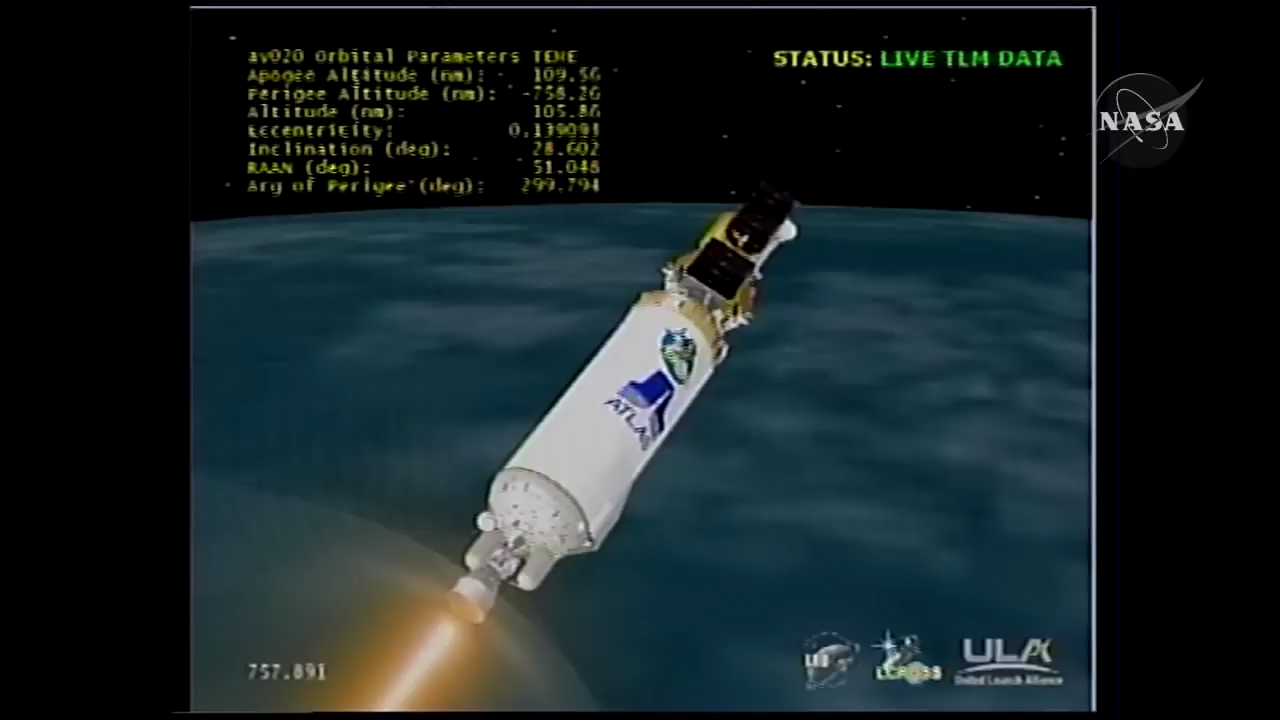 av020 Orbital Parameters TEME
Apogee Altitude (nm): 109.56
Perigee Altitude (nm): -758.26
Altitude (nm): 105.86
Eccentricity: 0.139091
Inclination (deg): 28.602
RAAN (deg): 51.048
Arg of Perigee (deg): 299.794
STATUS: LIVE TLM DATA
NASA
ATLAS
757.891
LCROSS
ULA
United Launch Alliance